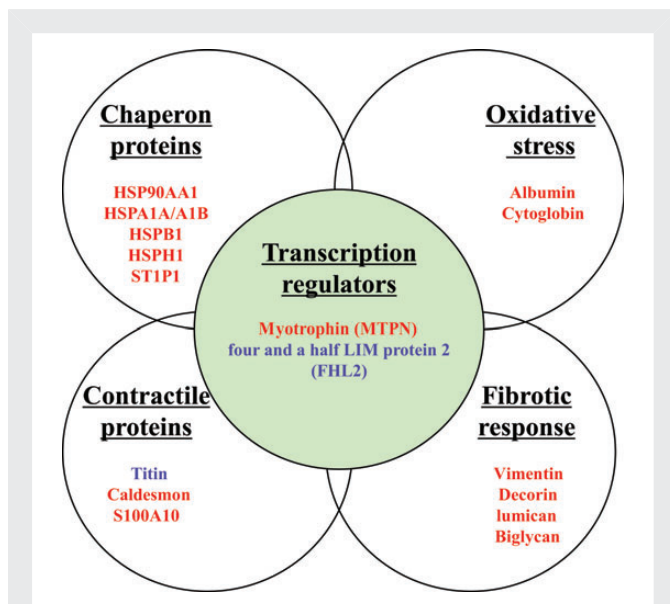 Chaperon
proteins
HSP90AA1
HSPA1A/A1B
HSPB1
HSPH1
ST1P1
Oxidative
stress
Albumin
Cytoglobin
Transcription
regulators
Myotrophin (MTPN)
four and a half LIM protein 2
(FHL2)
Contractile
proteins
Titin
Caldesmon
S100A10
Fibrotic
response
Vimentin
Decorin
lumican
Biglycan